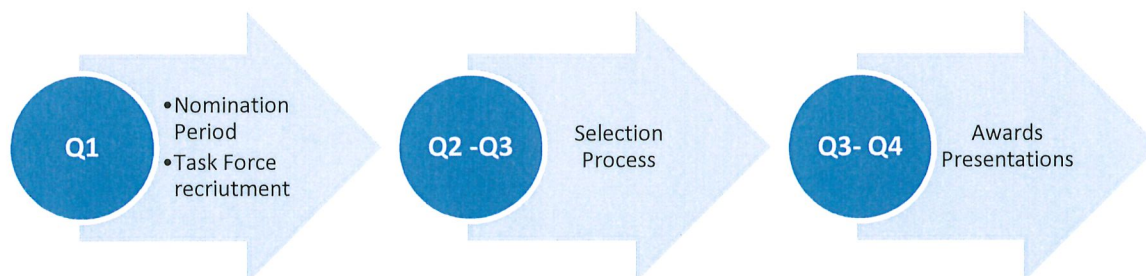 Q1
•Nomination
Period
•Task Force
recriutment
Q2 -Q3
Selection
Process
Q3- Q4
Awards
Presentations